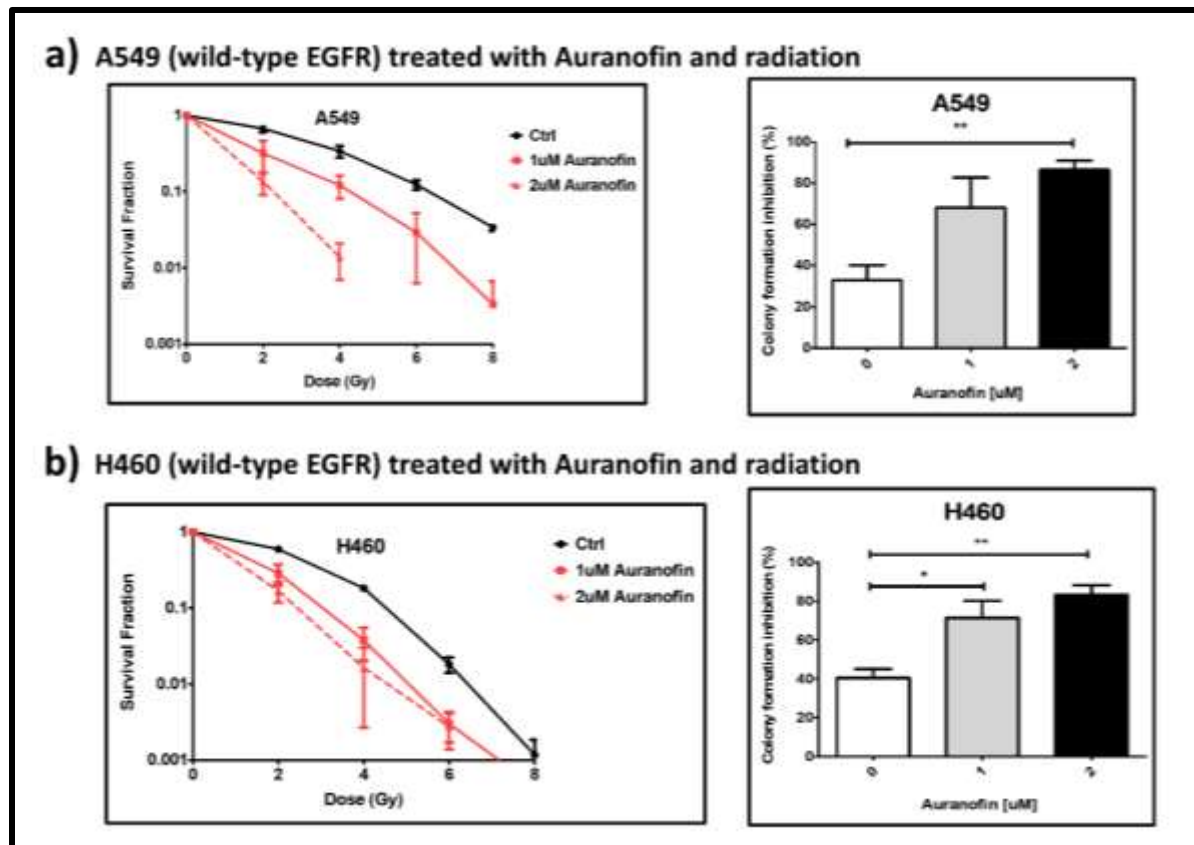 a) A549 (wild-type EGFR) treated with Auranofin and radiation
A549
Ctrl
1uM Auranofin
2uM Auranofin
Survival Fraction
1
0.1
0.01
0.001
0 2 4 6 8
Dose (Gy)
A549
**
Colony formation inhibition (%)
100
80
60
40
20
0
0 1 2
Auranofin [uM]
b) H460 (wild-type EGFR) treated with Auranofin and radiation
H460
Ctrl
1uM Auranofin
2uM Auranofin
Survival Fraction
1
0.1
0.01
0.001
0 2 4 6 8
Dose (Gy)
H460
**
*
Colony formation inhibition (%)
100
80
60
40
20
0
0 1 2
Auranofin [uM]